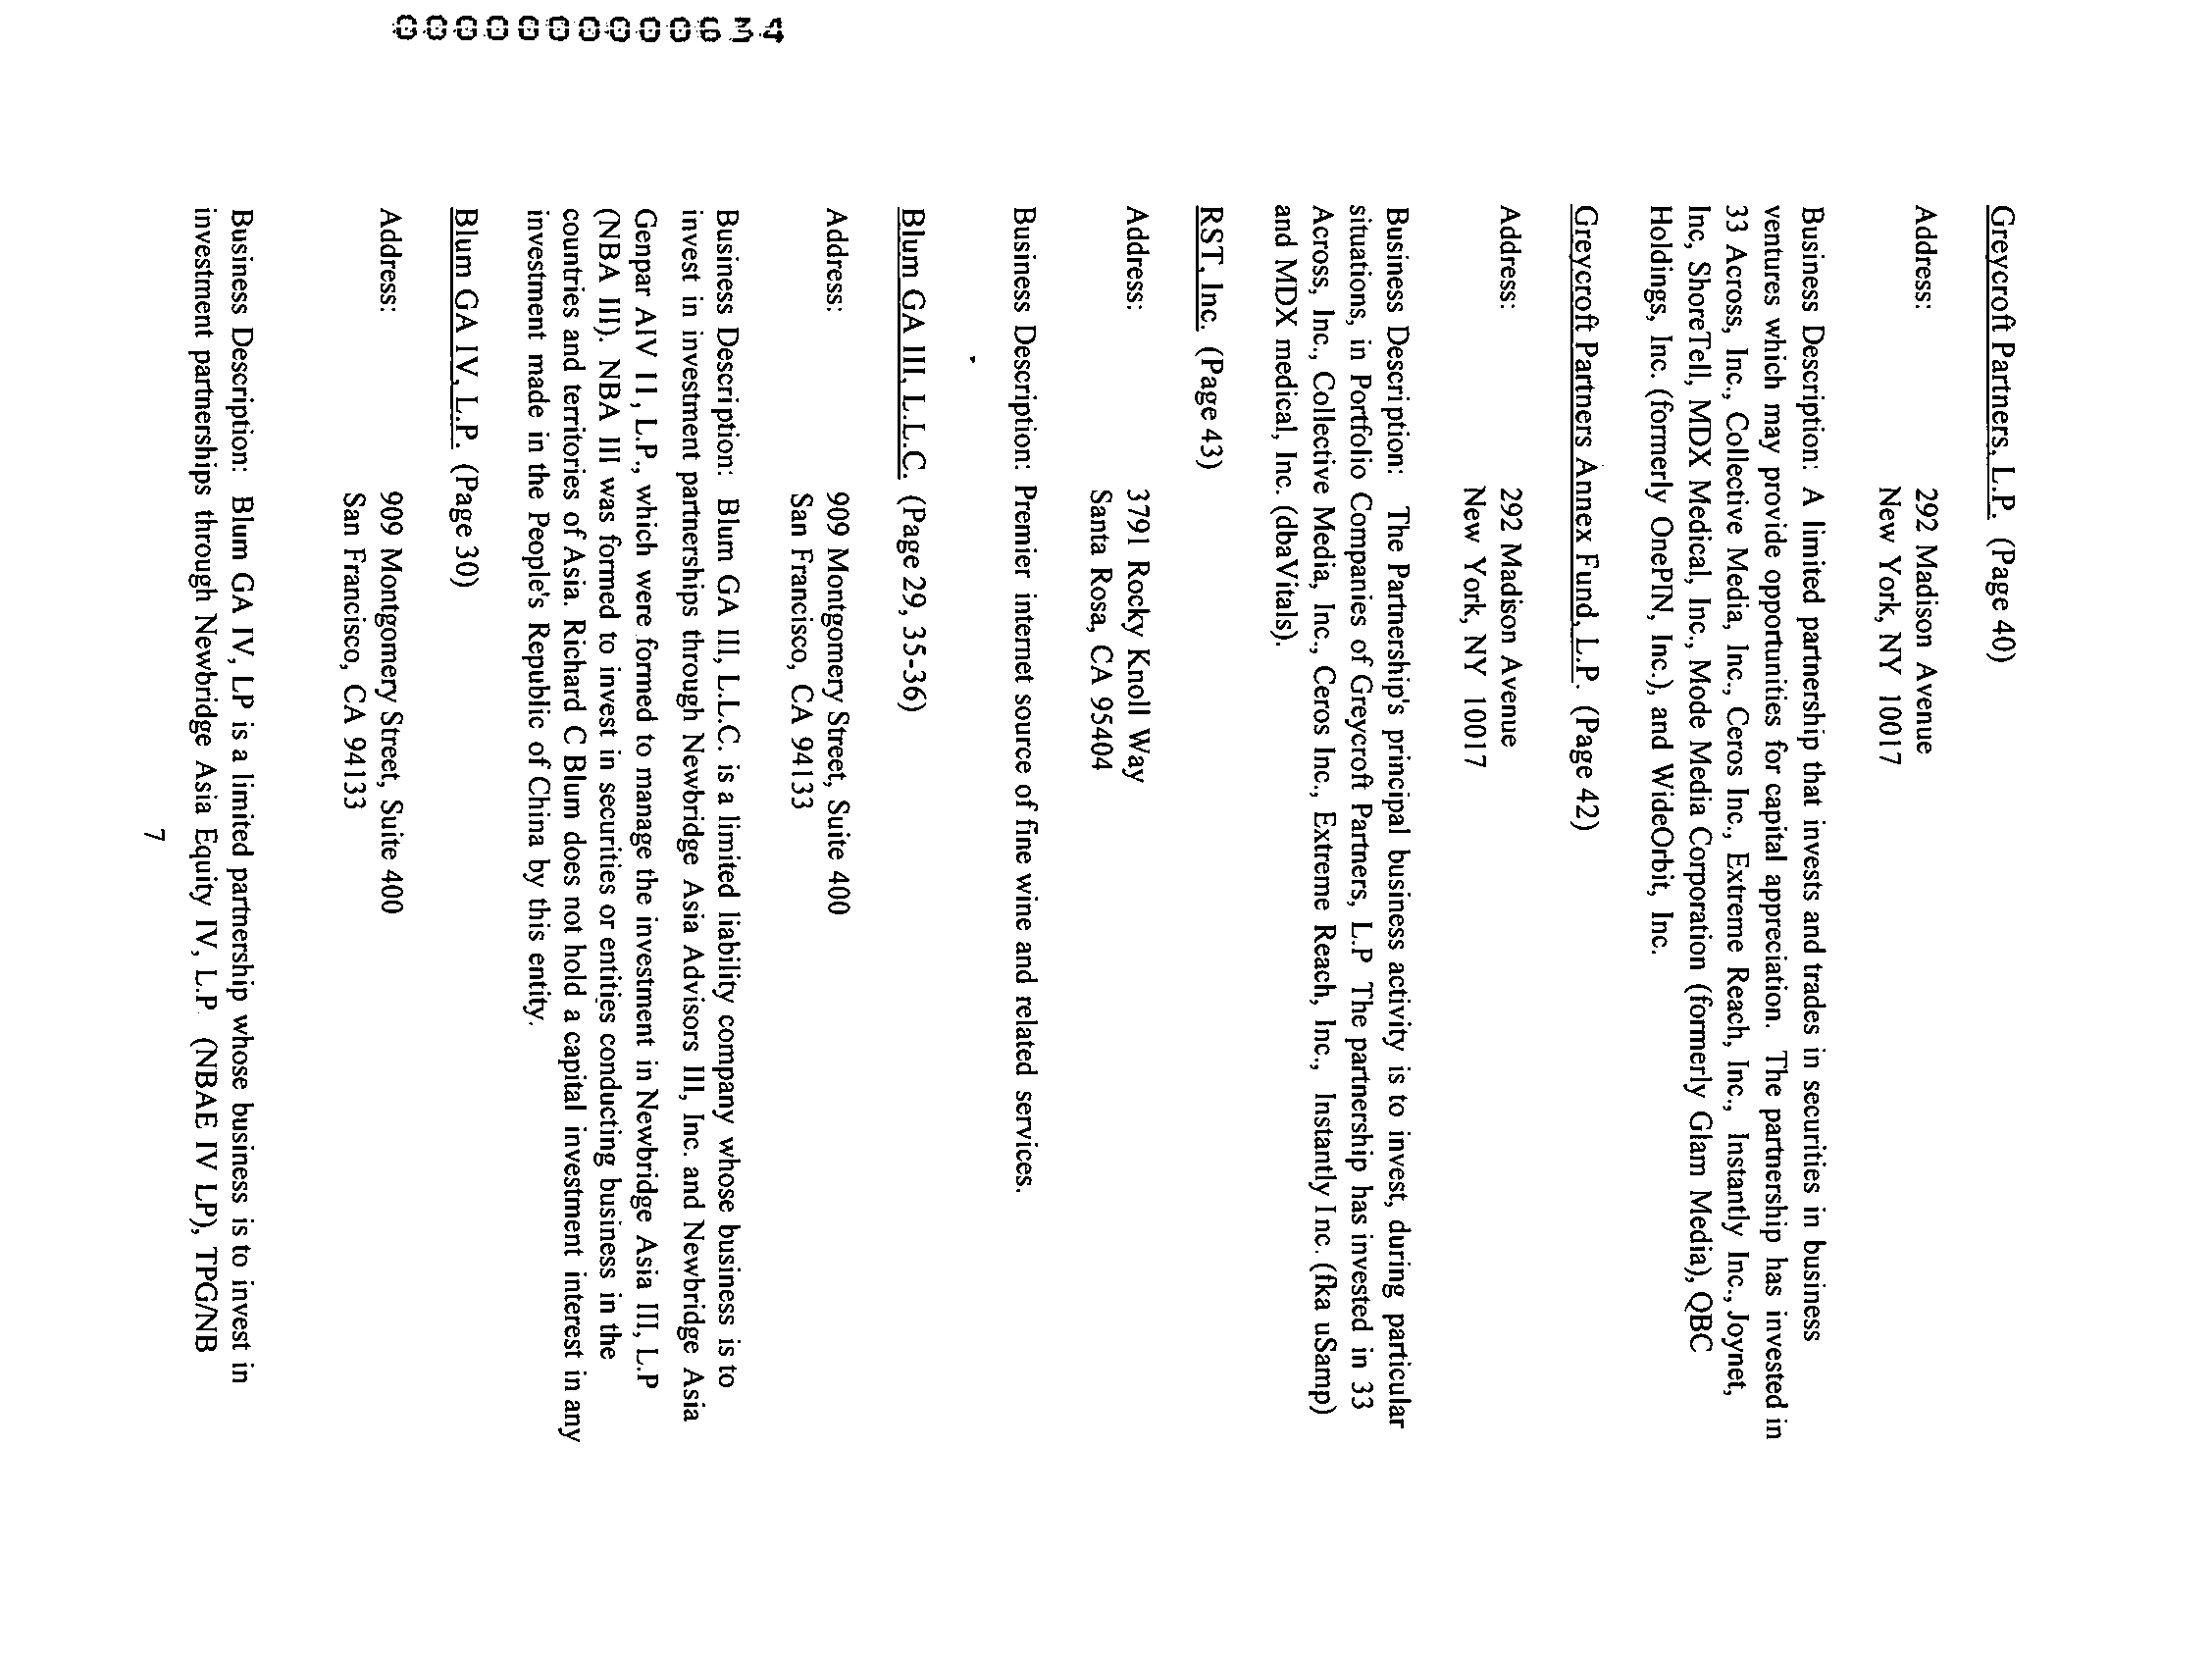 Greycroft Partners, L.P. (Page 40)
Address: 292 Madison Avenue
New York, NY 10017
Business Description: A limited partnership that invests and trades in securities in business
ventures which may provide opportunities for capital appreciation. The partnership has invested in
33 Across, Inc., Collective Media, Inc., Ceros Inc., Extreme Reach, Inc., Instantly Inc., Joynet,
Inc, ShoreTell, MDX Medical, Inc., Mode Media Corporation (formerly Glam Media), QBC
Holdings, Inc. (formerly OnePIN, Inc.), and WideOrbit, Inc.
Greycroft Partners Annex Fund, L.P. (Page 42)
Address: 292 Madison Avenue
New York, NY 10017
Business Description: The Partnership's principal business activity is to invest, during particular
situations, in Portfolio Companies of Greycroft Partners, L.P The partnership has invested in 33
Across, Inc., Collective Media, Inc., Ceros Inc., Extreme Reach, Inc., Instantly Inc. (fka uSamp)
and MDX medical, Inc. (dbaVitals).
RST, Inc. (Page 43)
Address: 3791 Rocky Knoll Way
Santa Rosa, CA 95404
Business Description: Premier internet source of fine wine and related services.
Blum GA III, L.L.C. (Page 29, 35-36)
Address: 909 Montgomery Street, Suite 400
San Francisco, CA 94133
Business Description: Blum GA III, L.L.C. is a limited liability company whose business is to
invest in investment partnerships through Newbridge Asia Advisors III, Inc. and Newbridge Asia
Genpar AIV II, L.P., which were formed to manage the investment in Newbridge Asia III, L.P
(NBA III). NBA III was formed to invest in securities or entities conducting business in the
countries and territories of Asia. Richard C Blum does not hold a capital investment interest in any
investment made in the People's Republic of China by this entity.
Blum GA IV, L.P. (Page 30)
Address: 909 Montgomery Street, Suite 400
San Francisco, CA 94133
Business Description: Blum GA IV, LP is a limited partnership whose business is to invest in
investment partnerships through Newbridge Asia Equity IV, L.P (NBAE IV LP), TPG/NB
7